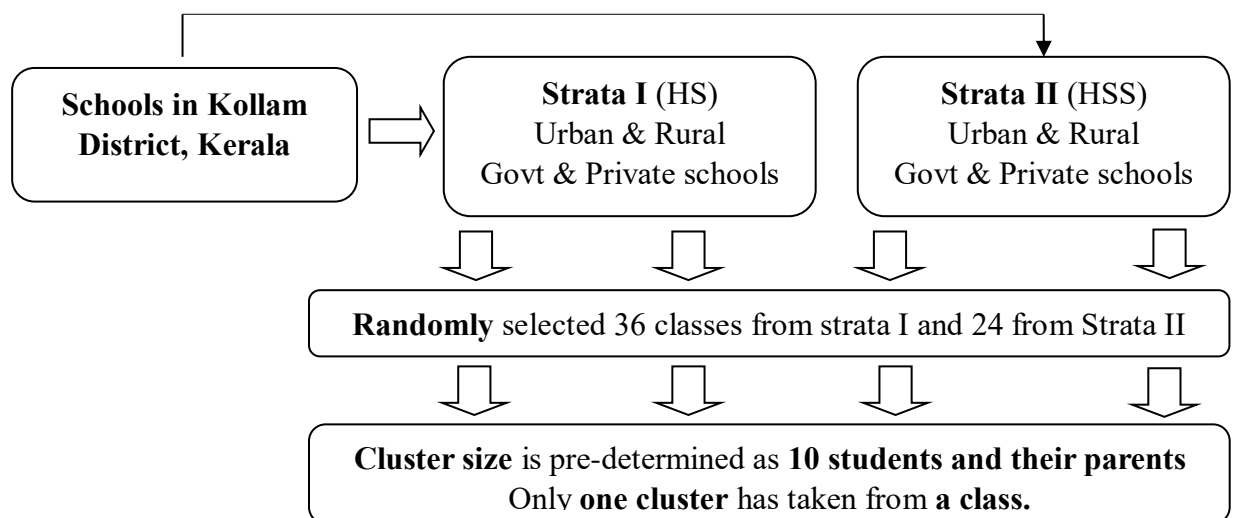 Schools in Kollam
District, Kerala
Strata I (HS)
Urban & Rural
Govt & Private schools
Strata II (HSS)
Urban & Rural
Govt & Private schools
Randomly selected 36 classes from strata I and 24 from Strata II
Cluster size is pre-determined as 10 students and their parents
Only one cluster has taken from a class.